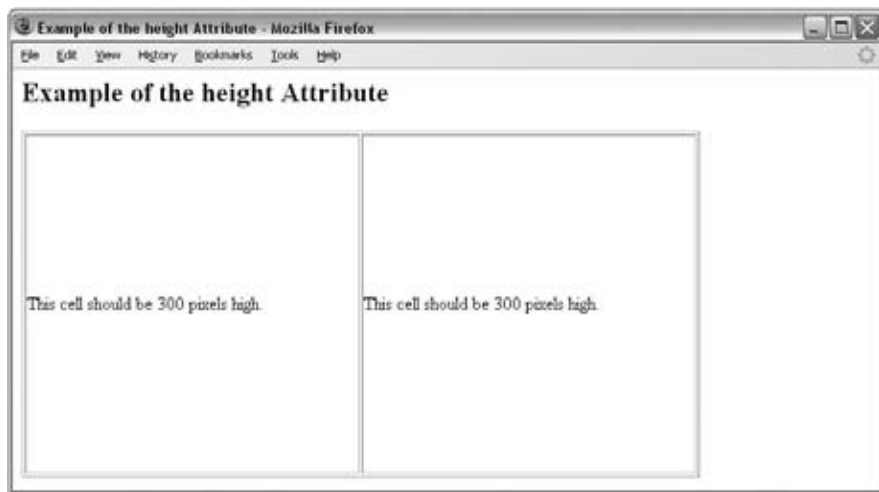 Example of the height Attribute - Mozilla Firefox
File Edit View History Bookmarks Tools Help
Example of the height Attribute
This cell should be 300 pixels high. This cell should be 300 pixels high.